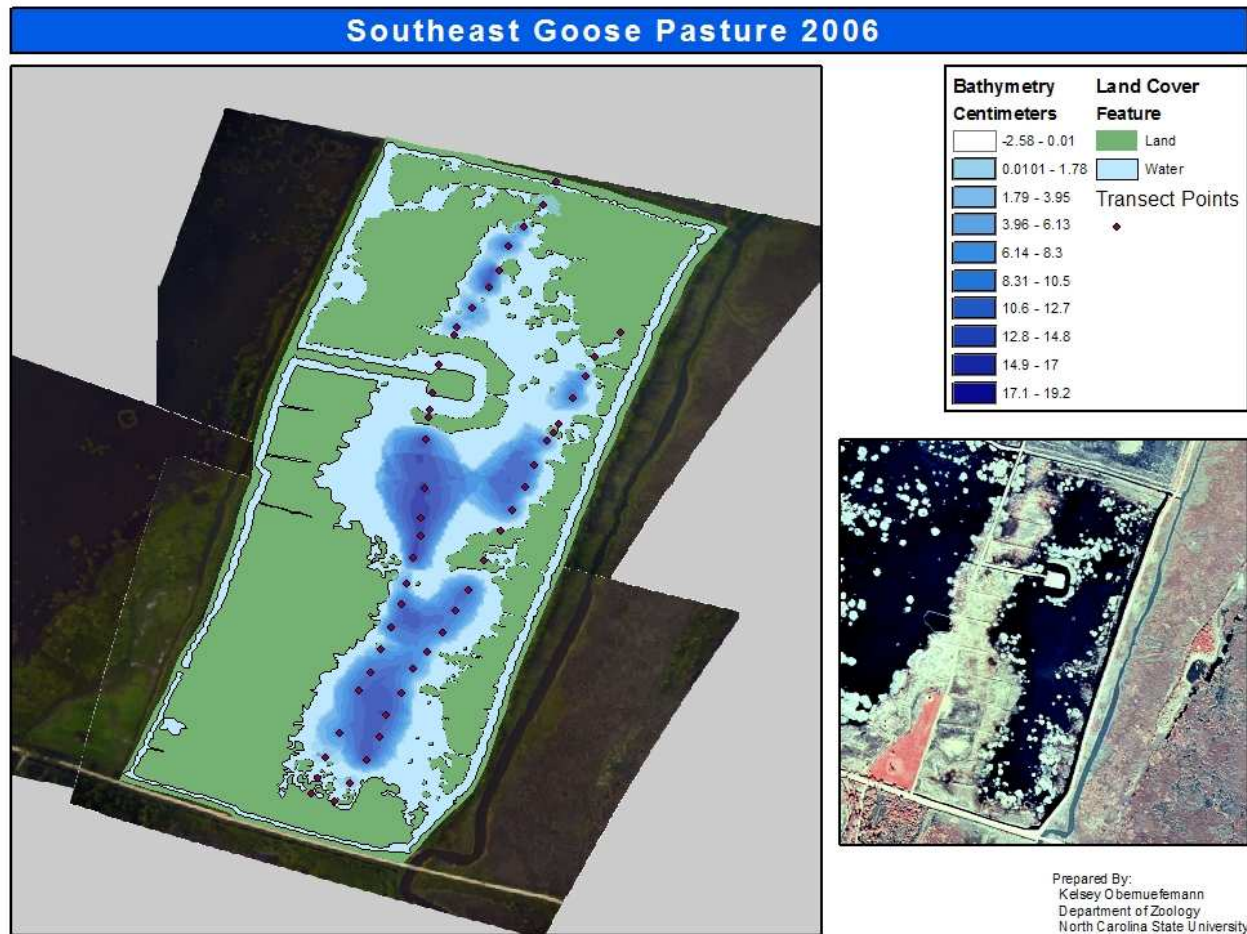 Southeast Goose Pasture 2006
Bathymetry
Centimeters
-2.58 - 0.01
0.0101 - 1.78
1.79 - 3.95
3.96 - 6.13
6.14 - 8.3
8.31 - 10.5
10.6 - 12.7
12.8 - 14.8
14.9 - 17
17.1 - 19.2
Land Cover
Feature
Land
Water
Transect Points
Prepared By:
Kelsey Obernuefemann
Department of Zoology
North Carolina State University